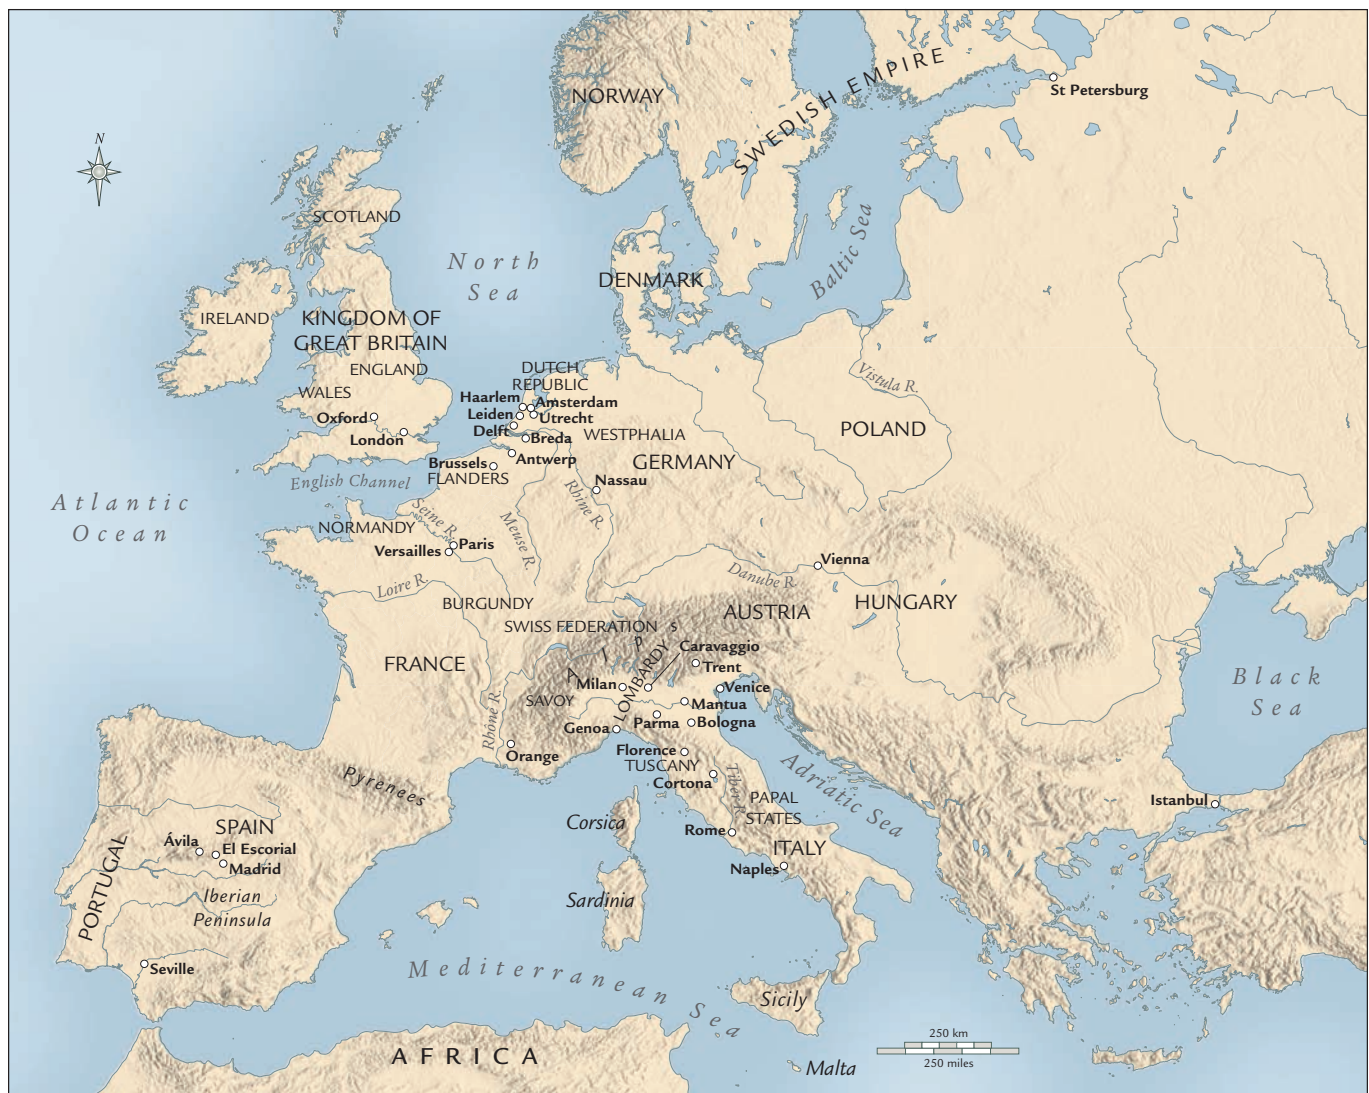 N
NORWAY
SWEDISH EMPIRE
St Petersburg
SCOTLAND
North
Sea
DENMARK
Baltic Sea
IRELAND
KINGDOM OF
GREAT BRITAIN
ENGLAND
WALES
Oxford
London
DUTCH
REPUBLIC
Haarlem
Amsterdam
Leiden
Utrecht
Delft
Breda
WESTPHALIA
Vistula R.
POLAND
GERMANY
Antwerp
Brussels
FLANDERS
English Channel
Nassau
Rhine R.
Atlantic
Ocean
NORMANDY
Seine R.
Meuse R.
Paris
Versailles
Vienna
Danube R.
Loire R.
BURGUNDY
AUSTRIA
HUNGARY
SWISS FEDERATION
Alps
FRANCE
Caravaggio
Trent
LOMBARDY
Milan
Venice
SAVOY
Mantua
Rhône R.
Genoa
Parma
Bologna
Black
Sea
Orange
Florence
TUSCANY
Cortona
Tiber R.
Adriatic Sea
Pyrenees
PAPAL
STATES
Istanbul
Corsica
Rome
ITALY
Naples
SPAIN
Ávila
El Escorial
Madrid
PORTUGAL
Iberian
Peninsula
Sardinia
Seville
Mediterranean Sea
Sicily
AFRICA
Malta
250 km
250 miles